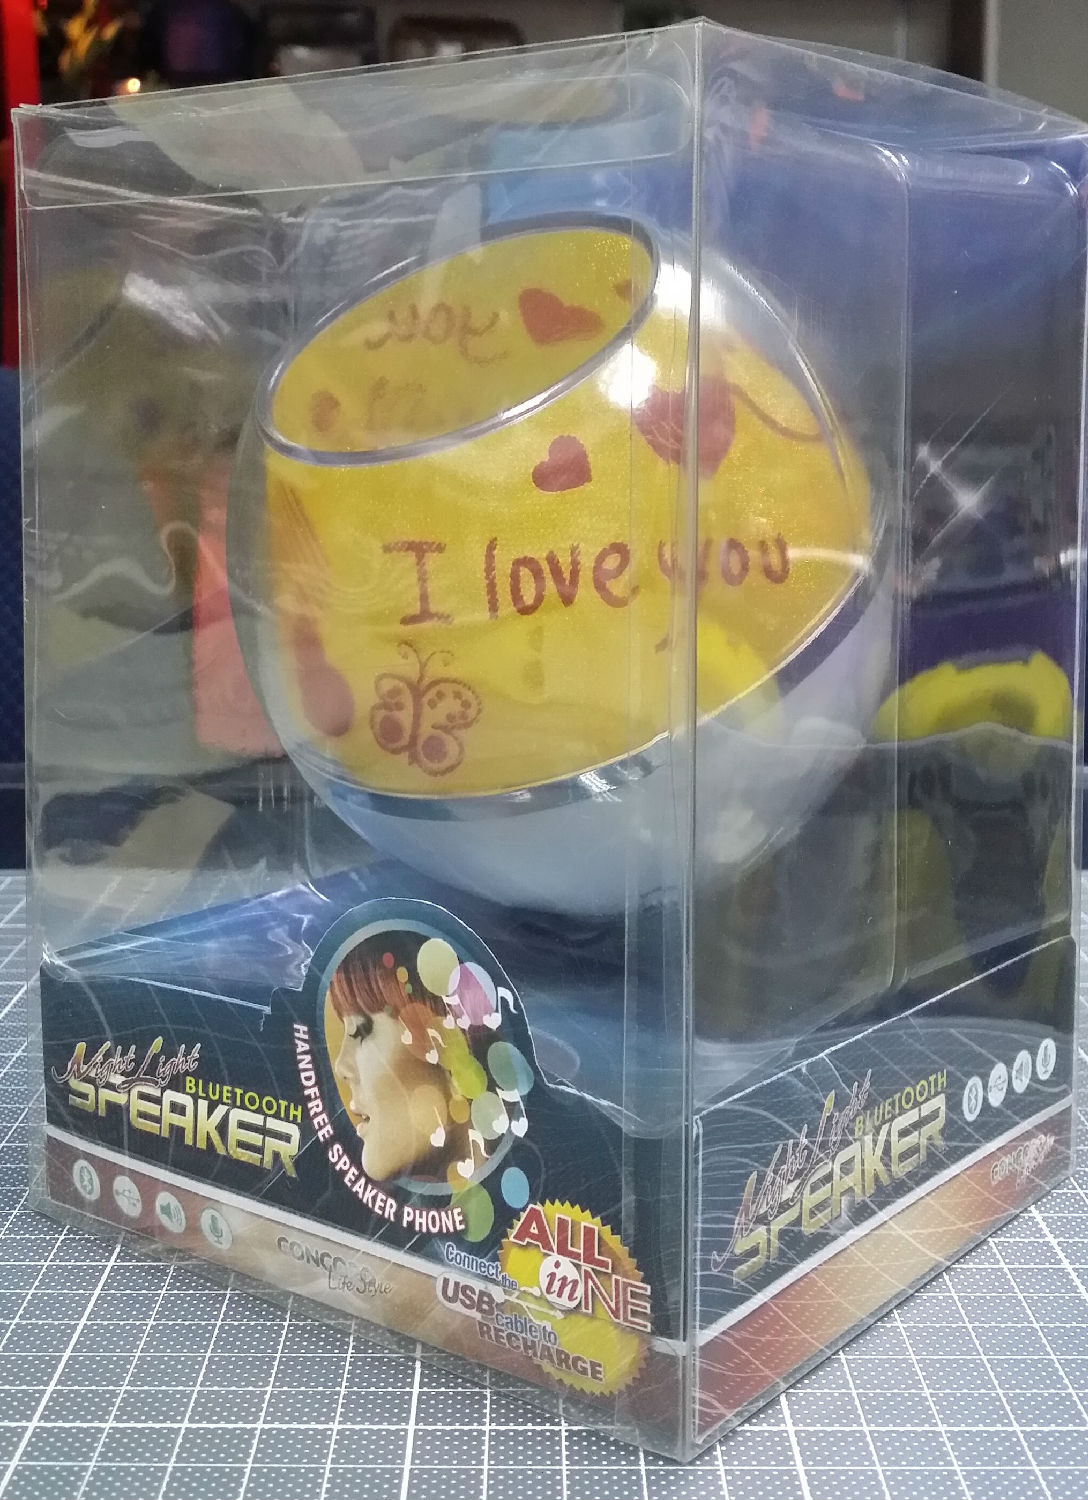 you
I love you
Night Light
BLUETOOTH
SPEAKER
HANDFREE SPEAKER PHONE
Life Style
ALL
in NE
Connect the
USB
cable to
RECHARGE
Night Light
BLUETOOTH
SPEAKER